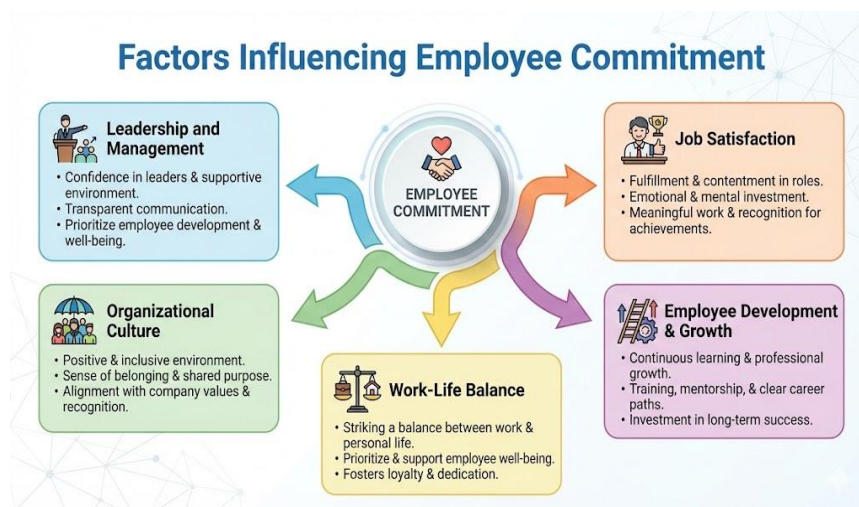 Factors Influencing Employee Commitment
Leadership and
Management
• Confidence in leaders & supportive
environment.
• Transparent communication.
• Prioritize employee development &
well-being.
EMPLOYEE
COMMITMENT
Job Satisfaction
• Fulfillment & contentment in roles.
• Emotional & mental investment.
• Meaningful work & recognition for
achievements.
Organizational
Culture
• Positive & inclusive environment.
• Sense of belonging & shared purpose.
• Alignment with company values &
recognition.
Work-Life Balance
• Striking a balance between work &
personal life.
• Prioritize & support employee well-being.
• Fosters loyalty & dedication.
Employee Development
& Growth
• Continuous learning & professional
growth.
• Training, mentorship, & clear career
paths.
• Investment in long-term success.